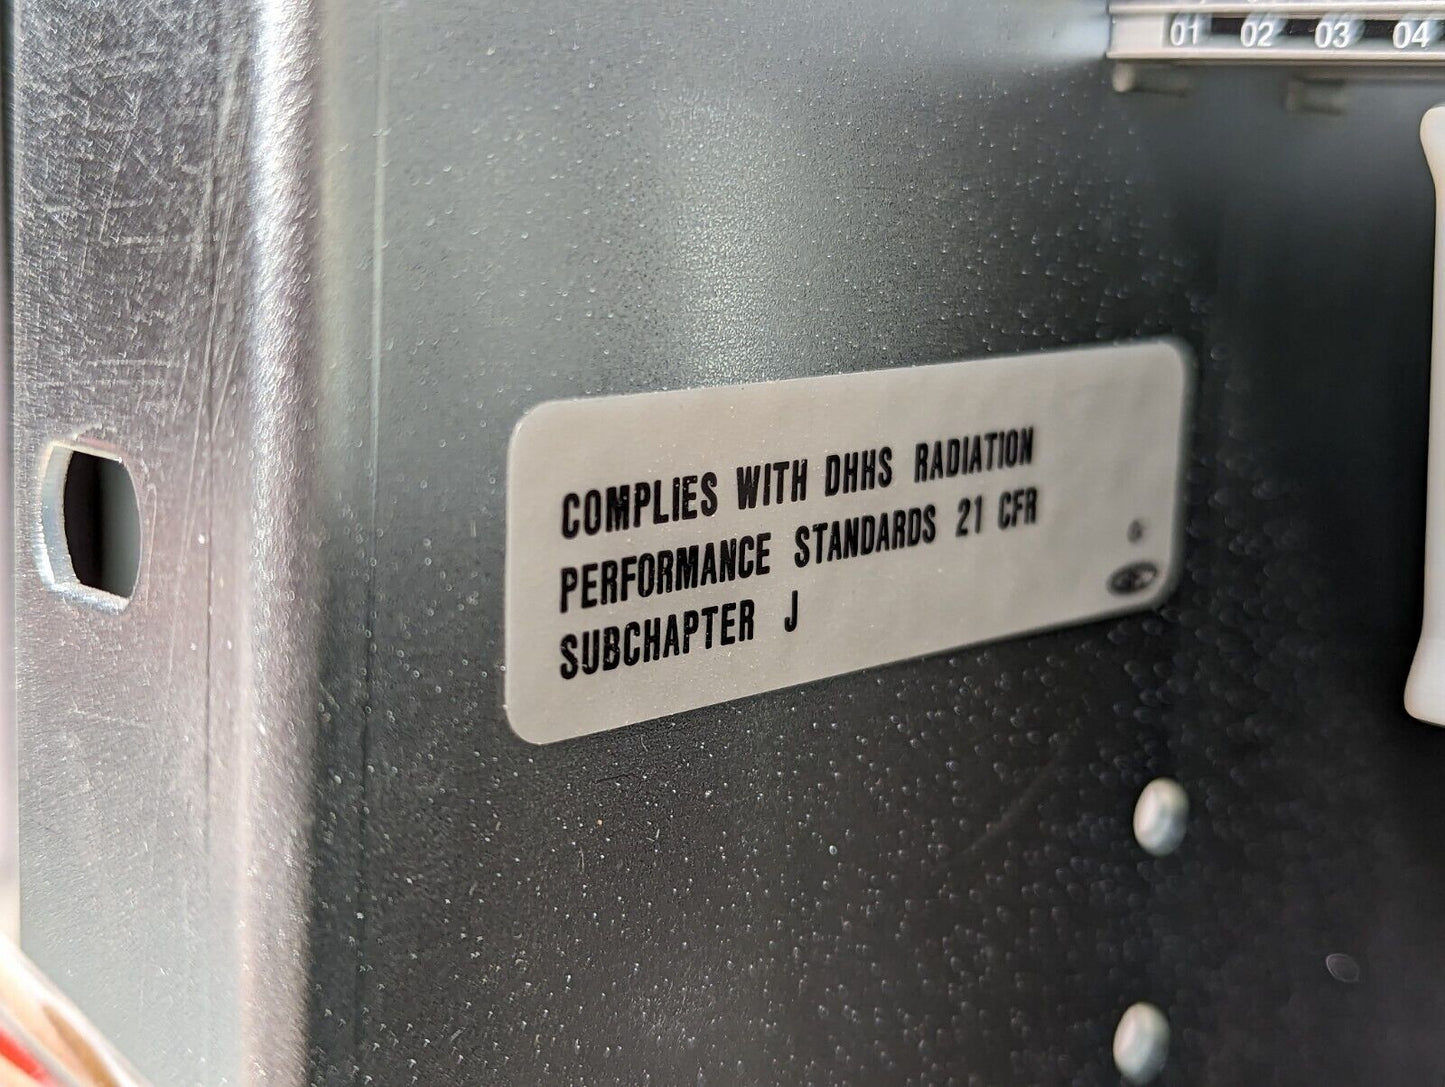 01 02 03 04
COMPLIES WITH DHHS RADIATION
PERFORMANCE STANDARDS 21 CFR
SUBCHAPTER J